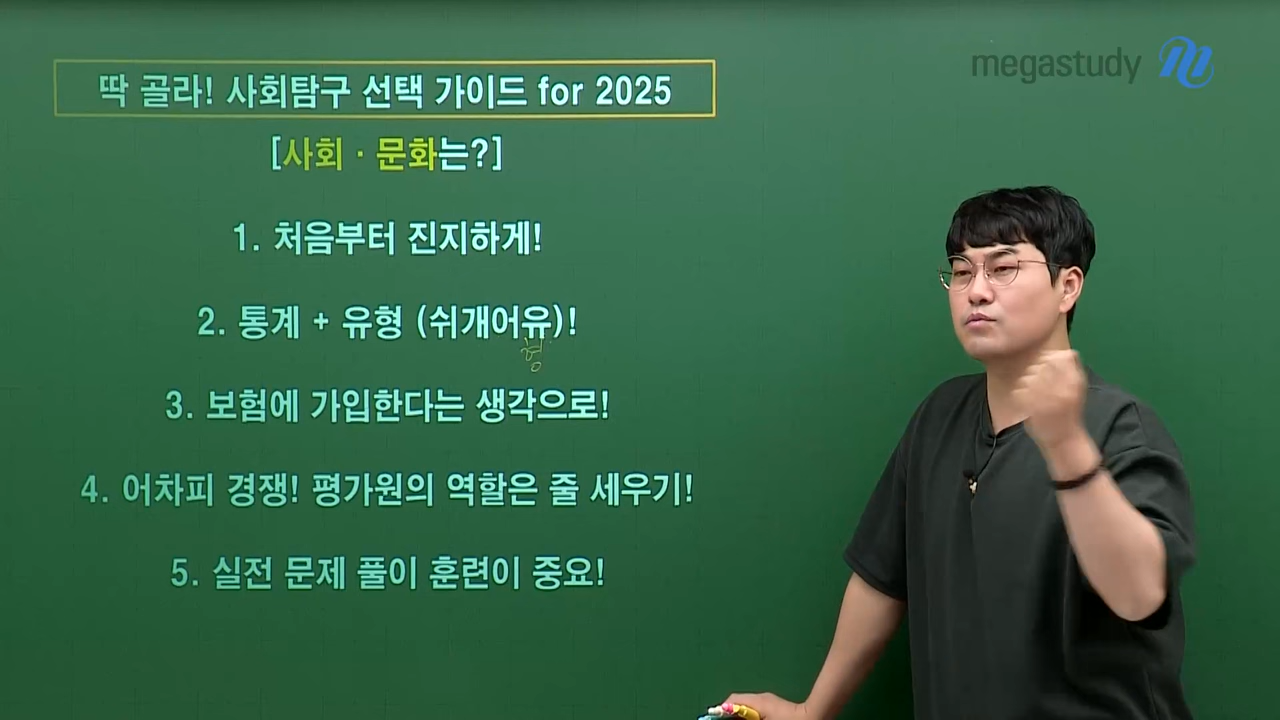 megastudy
딱 골라! 사회탐구 선택 가이드 for 2025
[사회 · 문화는?]
1. 처음부터 진지하게!
2. 통계 + 유형 (쉬개어유)!
형
3. 보험에 가입한다는 생각으로!
4. 어차피 경쟁! 평가원의 역할은 줄 세우기!
5. 실전 문제 풀이 훈련이 중요!